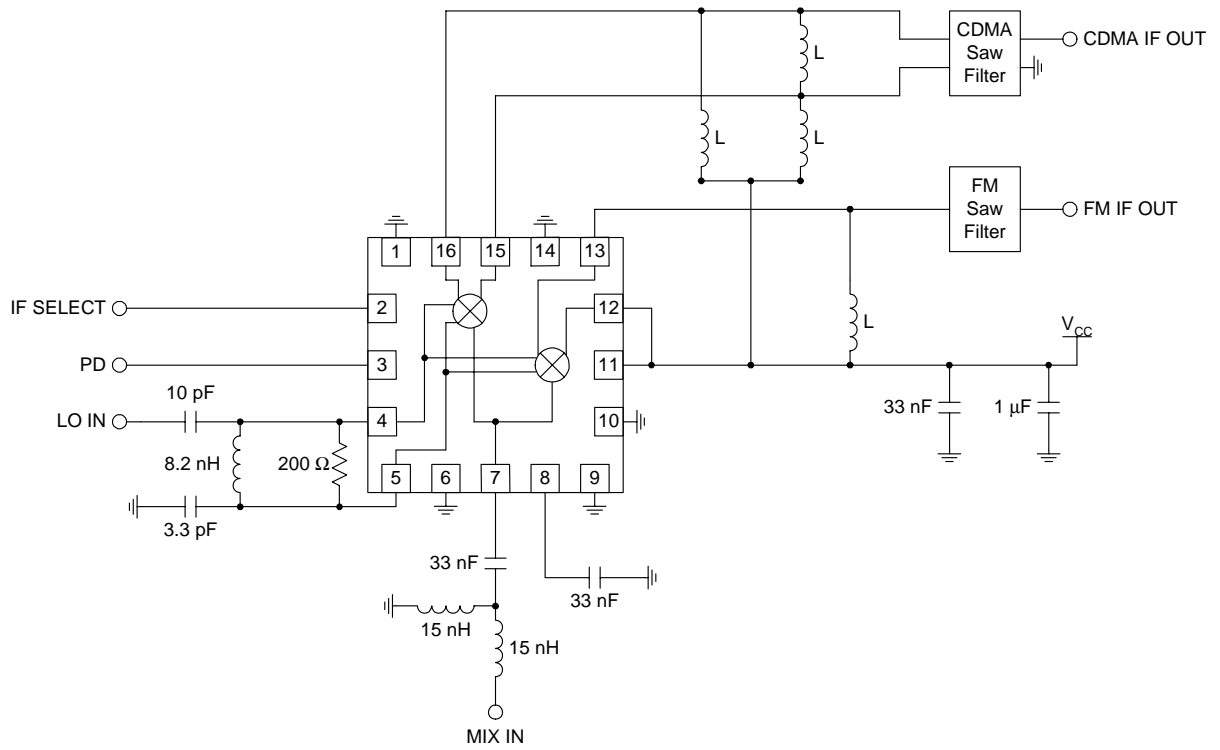 CDMA
Saw
Filter
CDMA IF OUT
L
L
L
FM
Saw
Filter
FM IF OUT
1
16
15
14
13
IF SELECT
2
12
L
V_CC
PD
3
11
10 pF
33 nF
1 µF
LO IN
4
10
8.2 nH
200 Ω
5
6
7
8
9
3.3 pF
33 nF
33 nF
15 nH
15 nH
MIX IN